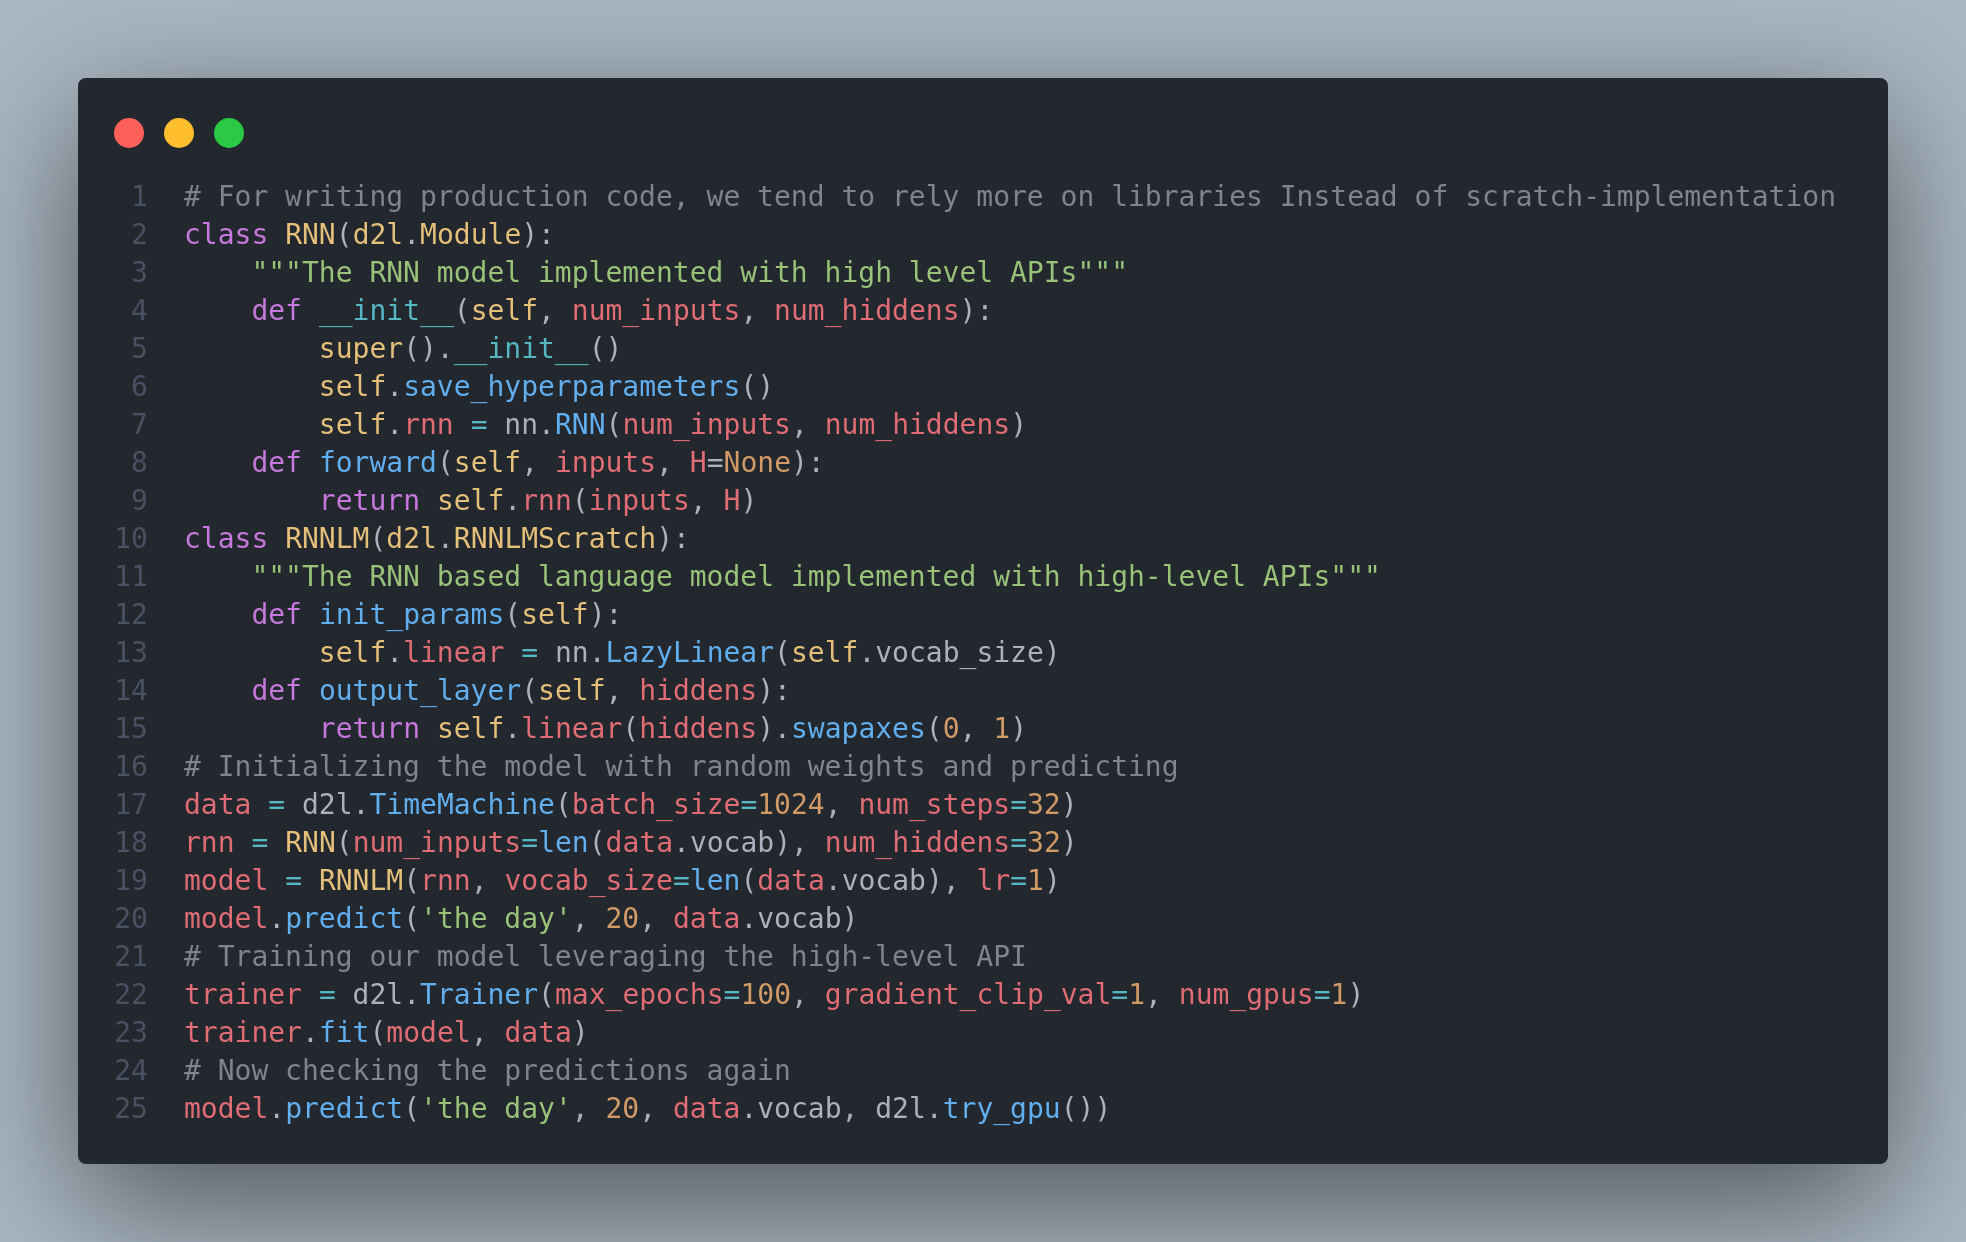 1 # For writing production code, we tend to rely more on libraries Instead of scratch-implementation
2 class RNN(d2l.Module):
3     """The RNN model implemented with high level APIs"""
4     def __init__(self, num_inputs, num_hiddens):
5         super().__init__()
6         self.save_hyperparameters()
7         self.rnn = nn.RNN(num_inputs, num_hiddens)
8     def forward(self, inputs, H=None):
9         return self.rnn(inputs, H)
10 class RNNLM(d2l.RNNLMScratch):
11     """The RNN based language model implemented with high-level APIs"""
12     def init_params(self):
13         self.linear = nn.LazyLinear(self.vocab_size)
14     def output_layer(self, hiddens):
15         return self.linear(hiddens).swapaxes(0, 1)
16 # Initializing the model with random weights and predicting
17 data = d2l.TimeMachine(batch_size=1024, num_steps=32)
18 rnn = RNN(num_inputs=len(data.vocab), num_hiddens=32)
19 model = RNNLM(rnn, vocab_size=len(data.vocab), lr=1)
20 model.predict('the day', 20, data.vocab)
21 # Training our model leveraging the high-level API
22 trainer = d2l.Trainer(max_epochs=100, gradient_clip_val=1, num_gpus=1)
23 trainer.fit(model, data)
24 # Now checking the predictions again
25 model.predict('the day', 20, data.vocab, d2l.try_gpu())